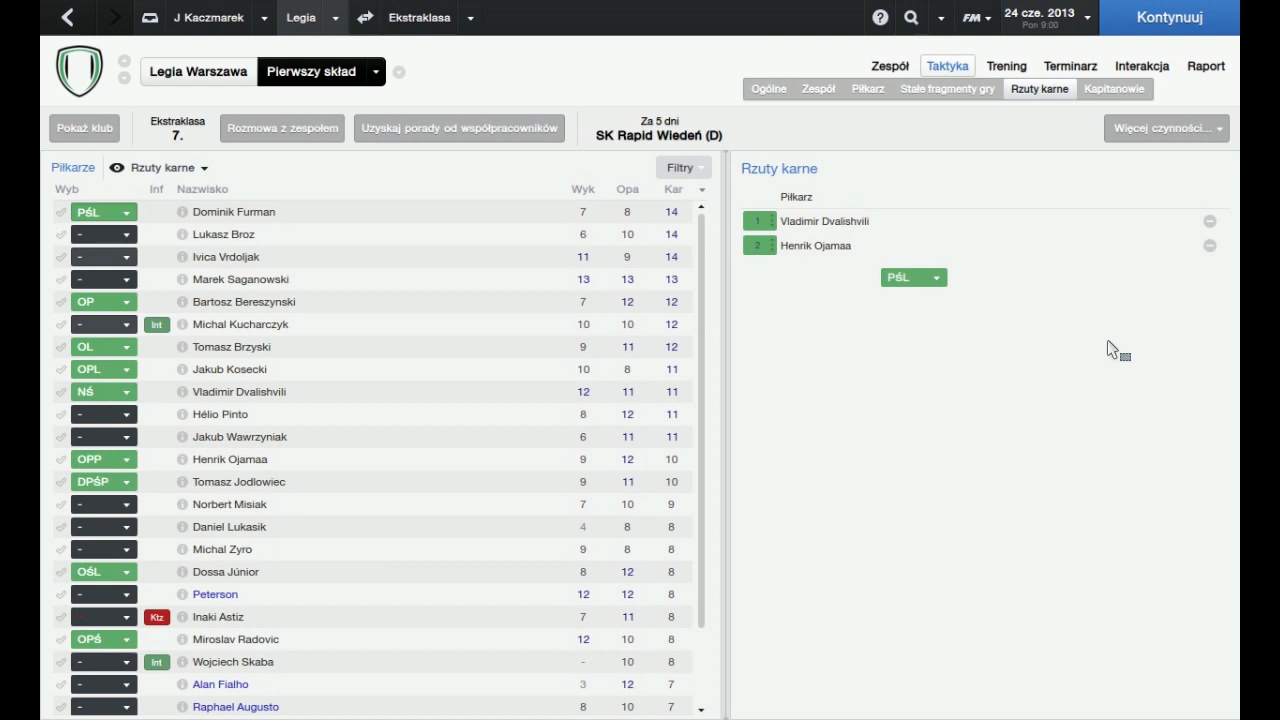 J Kaczmarek Legia Ekstraklasa ? FM 24 cze. 2013 Kontynuuj
Pon 9:00
Legia Warszawa Pierwszy skład
Zespół Taktyka Trening Terminarz Interakcja Raport
Ogólne Zespół Piłkarz Stałe fragmenty gry Rzuty karne Kapitanowie
Pokaż klub Ekstraklasa 7. Rozmowa z zespołem Uzyskaj porady od współpracowników Za 5 dni SK Rapid Wiedeń (D) Więcej czynności...
Piłkarze Rzuty karne Filtry
Wyb Inf Nazwisko Wyk Opa Kar
PŚL Dominik Furman 7 8 14
- Lukasz Broz 6 10 14
- Ivica Vrdoljak 11 9 14
- Marek Saganowski 13 13 13
OP Bartosz Bereszynski 7 12 12
- Int Michal Kucharczyk 10 10 12
OL Tomasz Brzyski 9 11 12
OPL Jakub Kosecki 10 8 11
NŚ Vladimir Dvalishvili 12 11 11
- Hélio Pinto 8 12 11
- Jakub Wawrzyniak 6 11 11
OPP Henrik Ojamaa 9 12 10
DPŚP Tomasz Jodlowiec 9 11 10
- Norbert Misiak 7 10 9
- Daniel Lukasik 4 8 8
- Michal Zyro 9 8 8
OŚL Dossa Júnior 8 12 8
- Peterson 12 12 8
- Ktz Inaki Astiz 7 11 8
OPŚ Miroslav Radovic 12 10 8
- Int Wojciech Skaba - 10 8
- Alan Fialho 3 12 7
- Raphael Augusto 8 10 7
Rzuty karne
Piłkarz
1 Vladimir Dvalishvili
2 Henrik Ojamaa
PŚL